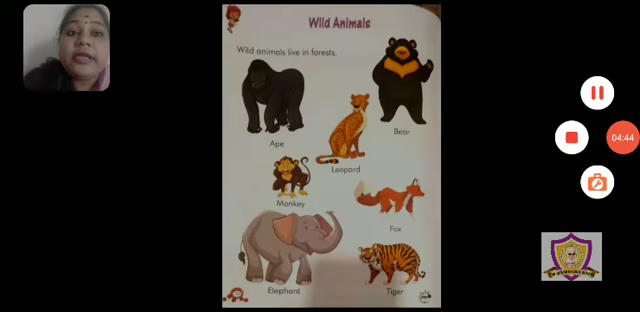 Wild Animals
Wild animals live in forests.
Bear
Ape
Leopard
Monkey
Fox
Elephant
Tiger
04:44